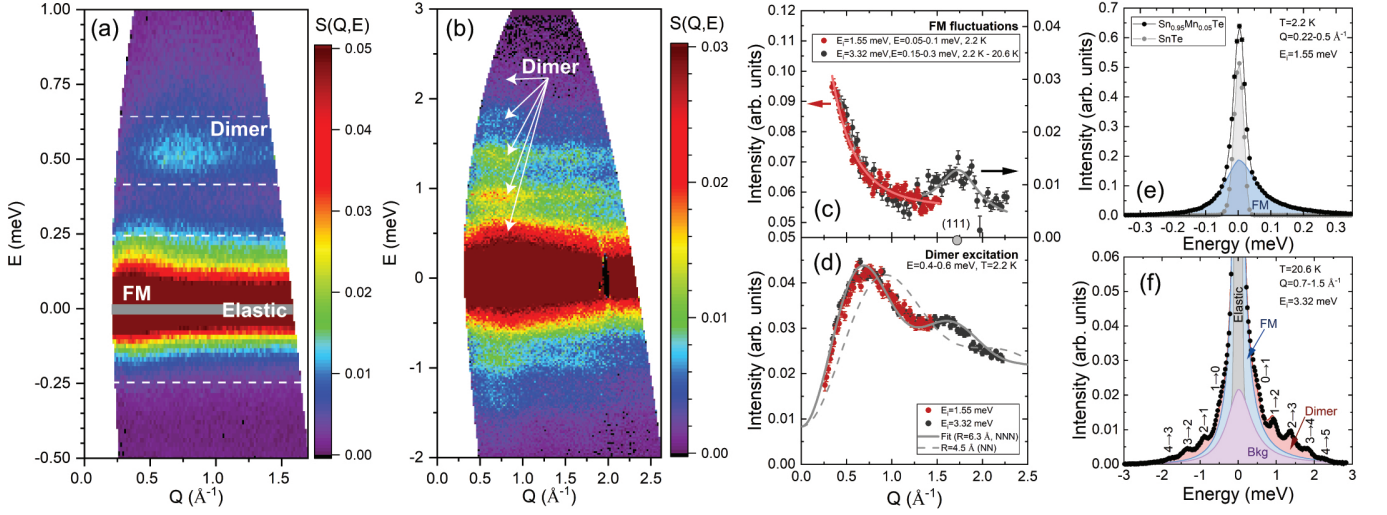 (a)
1.00
0.75
0.50
0.25
0.00
-0.25
-0.50
E (meV)
Dimer
FM
Elastic
0.0
0.5
1.0
1.5
Q (Å⁻¹)
S(Q,E)
0.05
0.04
0.03
0.02
0.01
0.00
(b)
3
2
1
0
-1
-2
E (meV)
Dimer
0.0
0.5
1.0
1.5
2.0
2.5
Q (Å⁻¹)
S(Q,E)
0.03
0.02
0.01
0.00
FM fluctuations
Eᵢ=1.55 meV, E=0.05-0.1 meV, 2.2 K
Eᵢ=3.32 meV, E=0.15-0.3 meV, 2.2 K - 20.6 K
0.12
0.11
0.10
0.09
0.08
0.07
0.06
0.05
Intensity (arb. units)
0.04
0.03
0.02
0.01
0.00
(c)
(111)
Dimer excitation
E=0.4-0.6 meV, T=2.2 K
(d)
0.05
0.04
0.03
0.02
0.01
0.00
Intensity (arb. units)
Eᵢ=1.55 meV
Eᵢ=3.32 meV
Fit (R=6.3 Å, NNN)
R=4.5 Å (NN)
0.0
0.5
1.0
1.5
2.0
2.5
Q (Å⁻¹)
Sn₀.₉₅Mn₀.₀₅Te
SnTe
T=2.2 K
Q=0.22-0.5 Å⁻¹
Eᵢ=1.55 meV
0.7
0.6
0.5
0.4
0.3
0.2
0.1
0.0
Intensity (arb. units)
(e)
FM
-0.3
-0.2
-0.1
0.0
0.1
0.2
0.3
Energy (meV)
T=20.6 K
Q=0.7-1.5 Å⁻¹
Eᵢ=3.32 meV
(f)
0.06
0.05
0.04
0.03
0.02
0.01
0.00
Intensity (arb. units)
Elastic
FM
Dimer
Bkg
4→3
3→2
2→1
1→0
0→1
1→2
2→3
3→4
4→5
-3
-2
-1
0
1
2
3
Energy (meV)